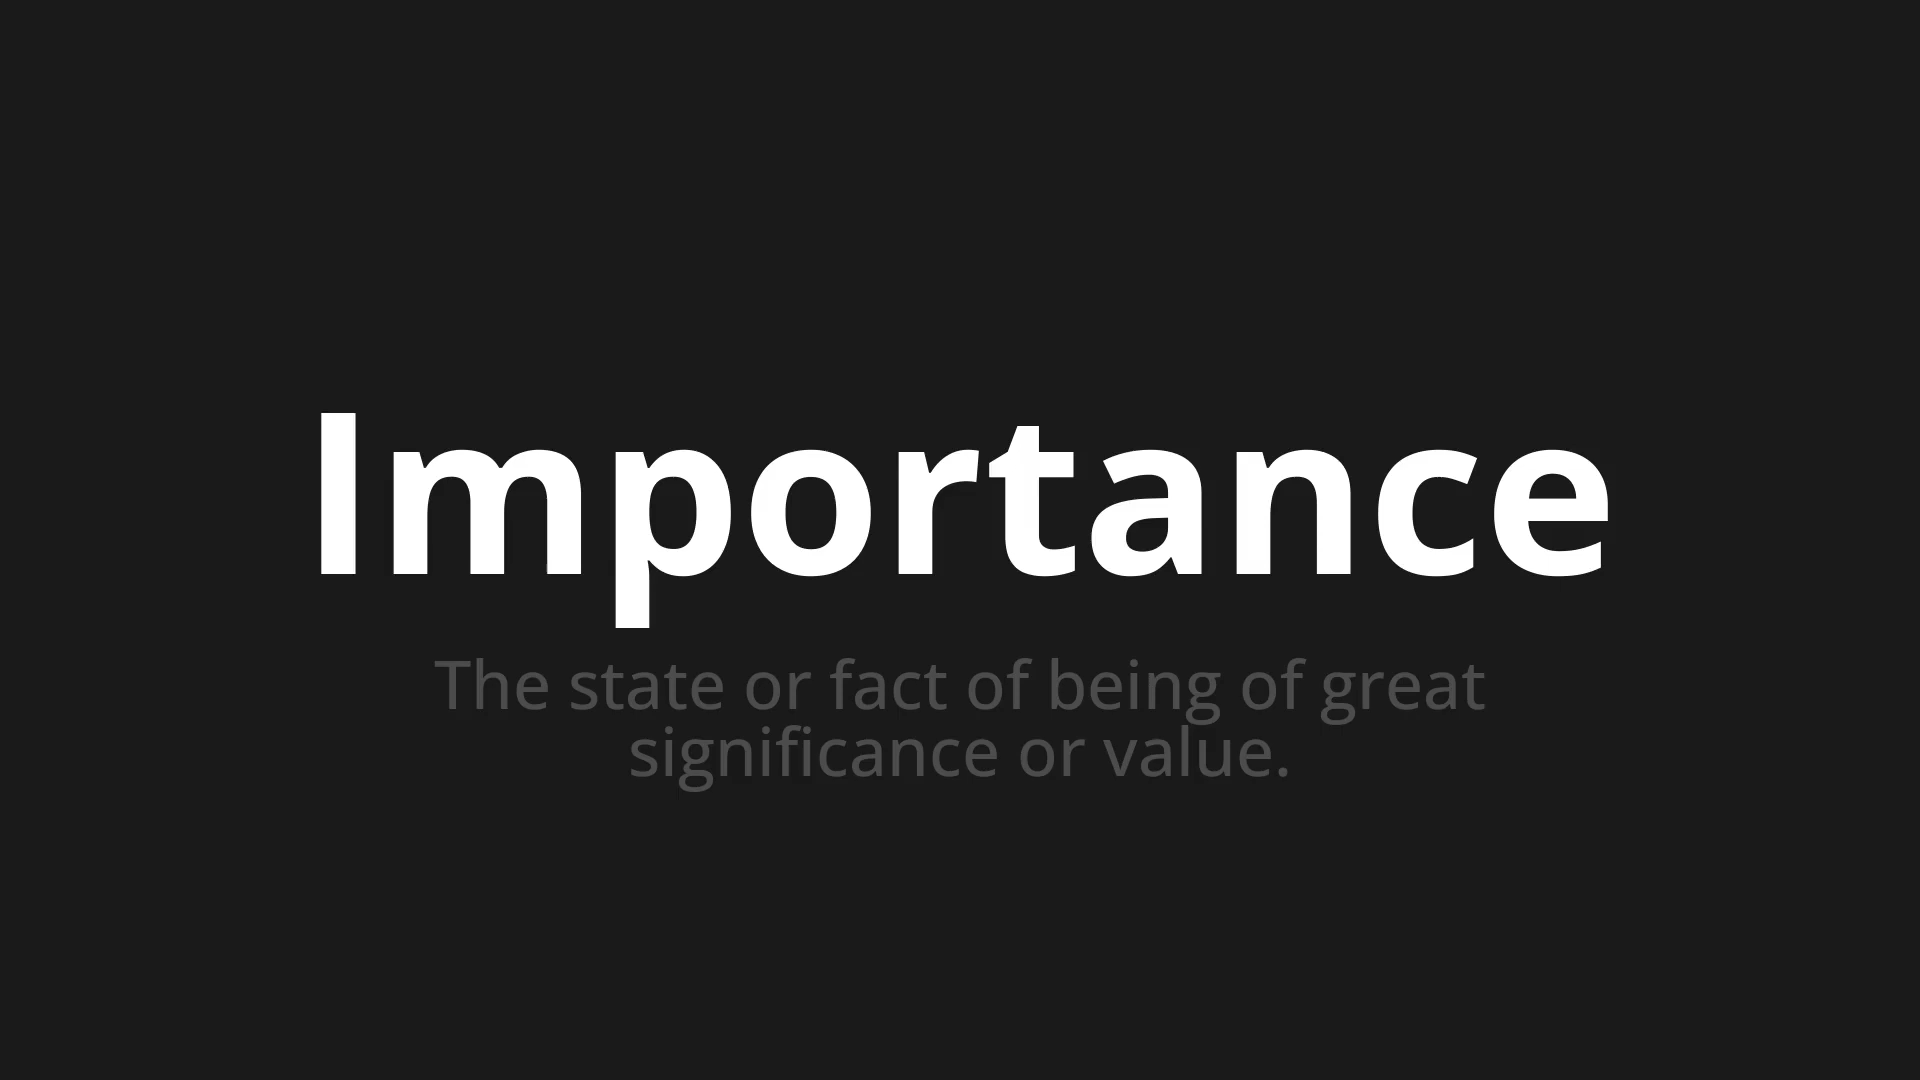 Importance
The state or fact of being of great
significance or value.